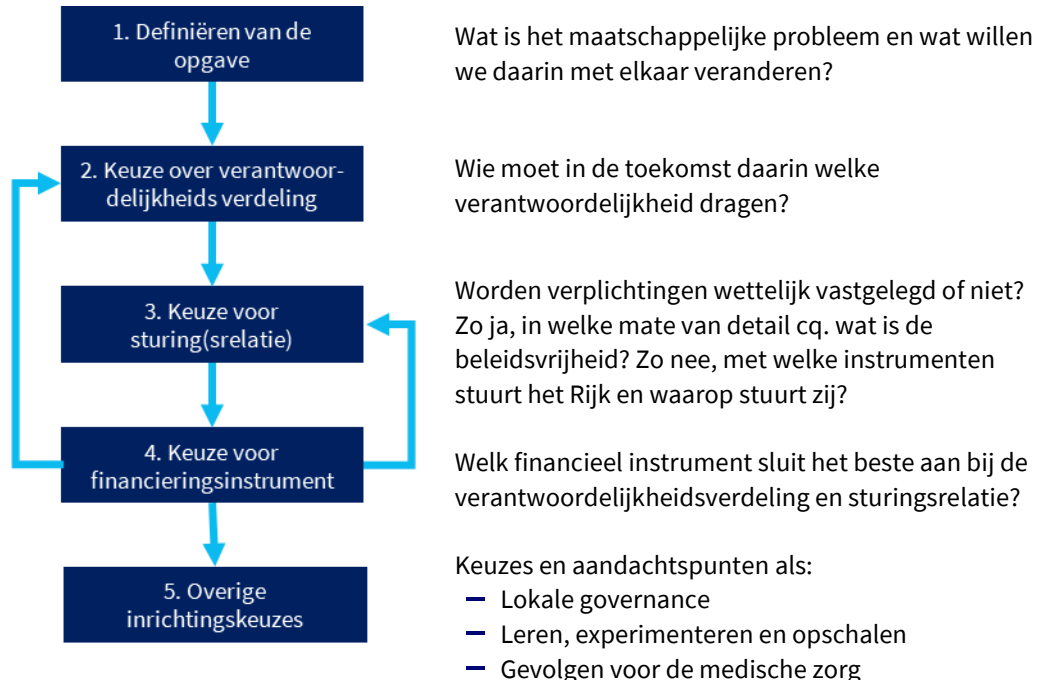 1. Definiëren van de
opgave
Wat is het maatschappelijke probleem en wat willen
we daarin met elkaar veranderen?
2. Keuze over verantwoor-
delijkheids verdeling
Wie moet in de toekomst daarin welke
verantwoordelijkheid dragen?
3. Keuze voor
sturing(srelatie)
Worden verplichtingen wettelijk vastgelegd of niet?
Zo ja, in welke mate van detail cq. wat is de
beleidsvrijheid? Zo nee, met welke instrumenten
stuurt het Rijk en waarop stuurt zij?
4. Keuze voor
financieringsinstrument
Welk financieel instrument sluit het beste aan bij de
verantwoordelijkheidsverdeling en sturingsrelatie?
5. Overige
inrichtingskeuzes
Keuzes en aandachtspunten als:
– Lokale governance
– Leren, experimenteren en opschalen
– Gevolgen voor de medische zorg